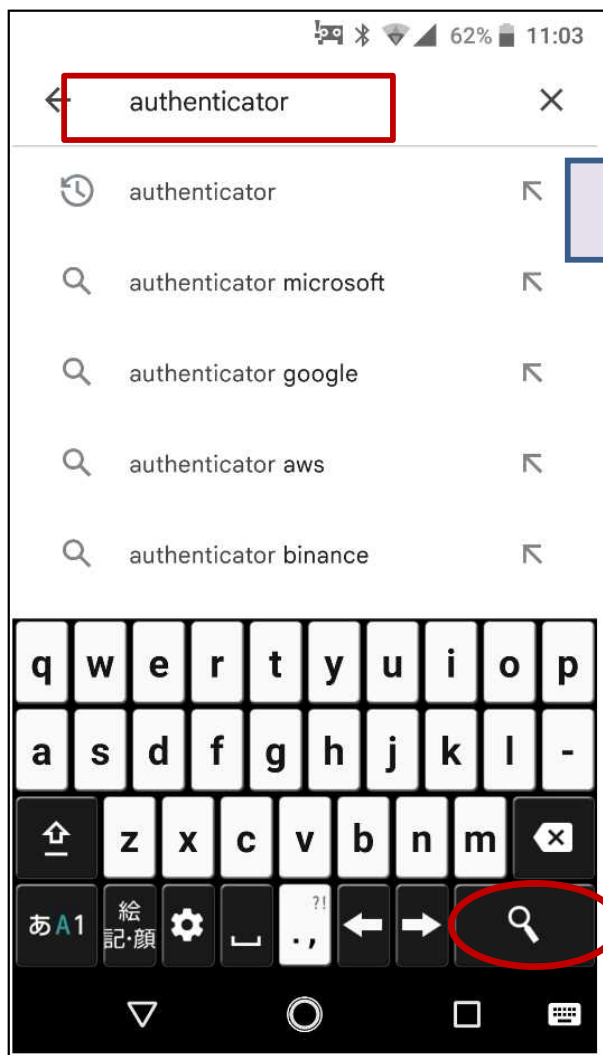 62% 11:03
authenticator
authenticator
authenticator microsoft
authenticator google
authenticator aws
authenticator binance
q w e r t y u i o p
a s d f g h j k l -
z x c v b n m
あA1 絵記・顔 ., ?!